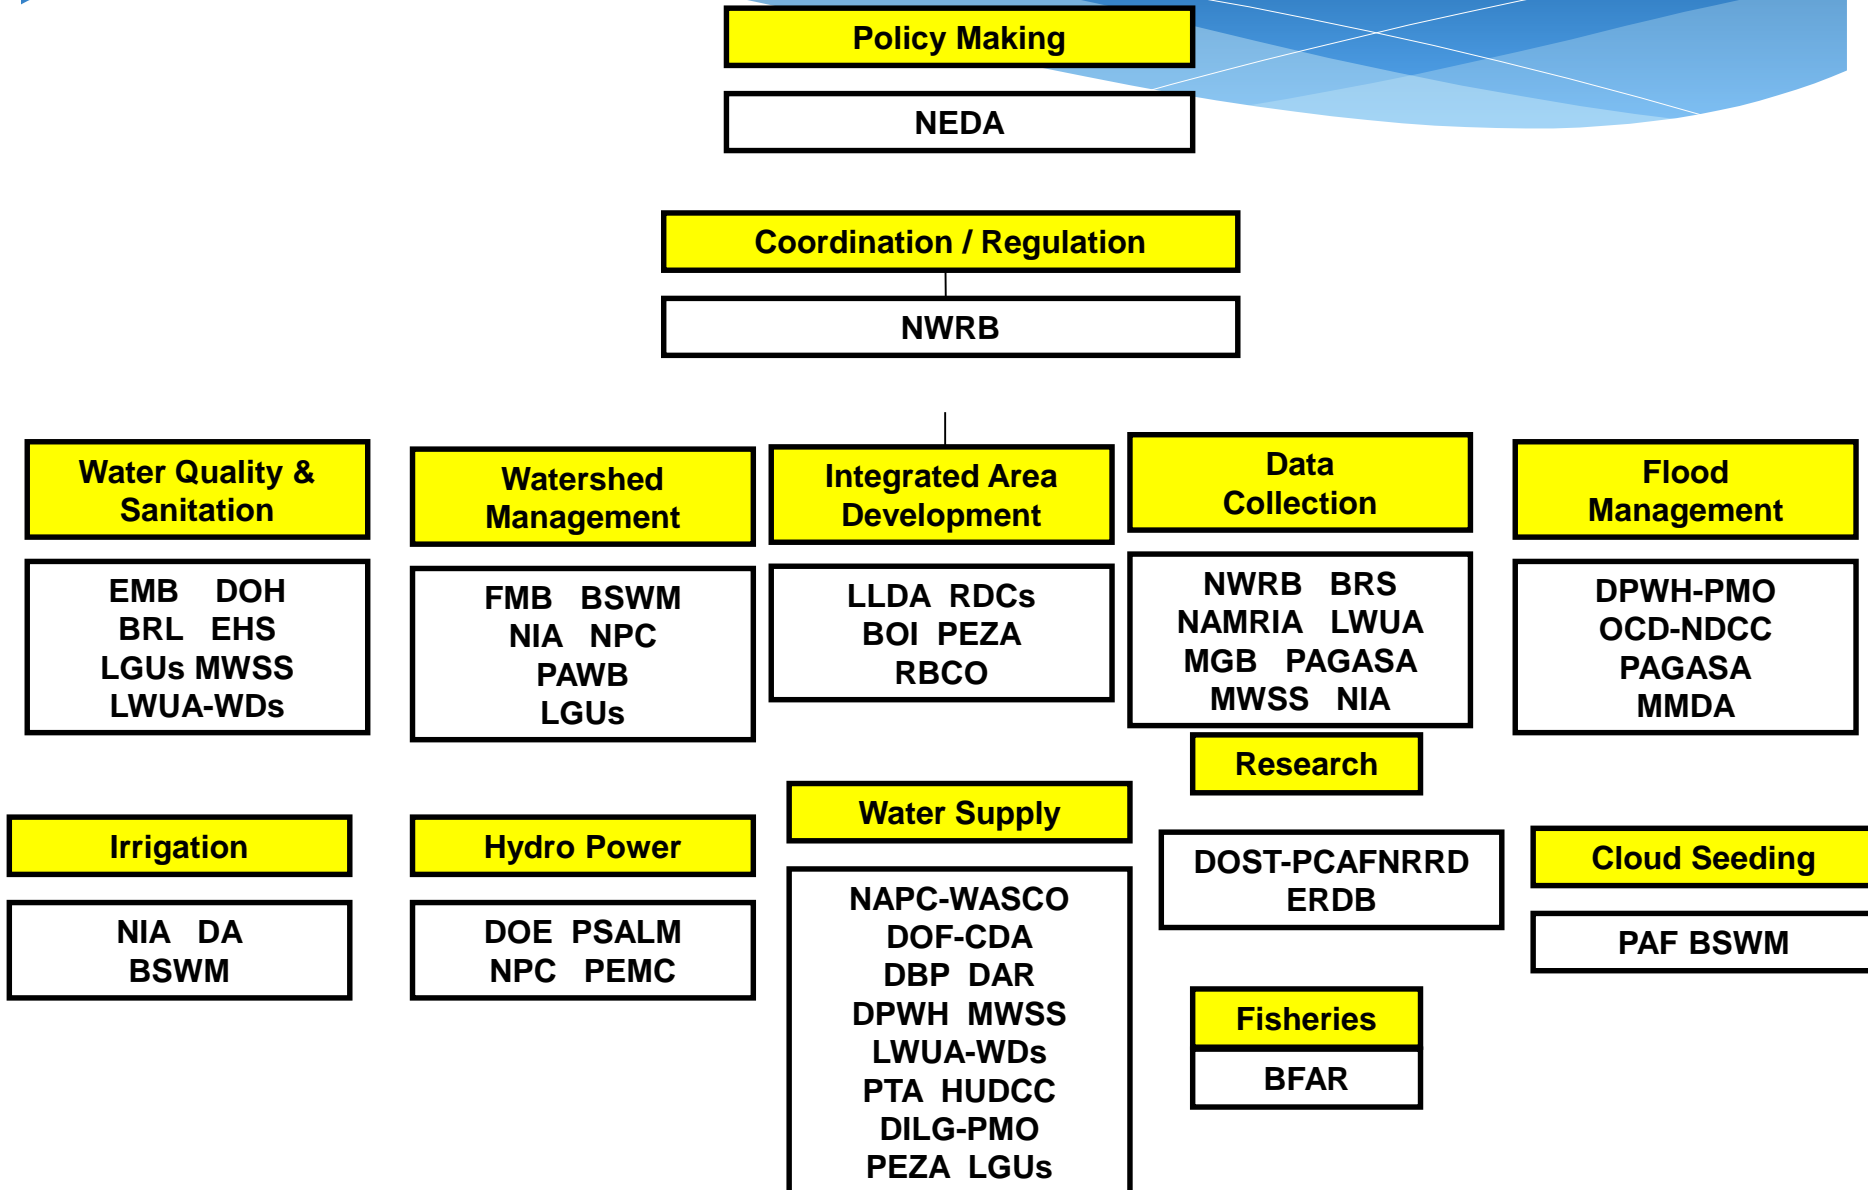 Policy Making
NEDA
Coordination / Regulation
NWRB
Water Quality &
Sanitation
EMB DOH
BRL EHS
LGUs MWSS
LWUA-WDs
Watershed
Management
FMB BSWM
NIA NPC
PAWB
LGUs
Integrated Area
Development
LLDA RDCs
BOI PEZA
RBCO
Data
Collection
NWRB BRS
NAMRIA LWUA
MGB PAGASA
MWSS NIA
Flood
Management
DPWH-PMO
OCD-NDCC
PAGASA
MMDA
Irrigation
NIA DA
BSWM
Hydro Power
DOE PSALM
NPC PEMC
Water Supply
NAPC-WASCO
DOF-CDA
DBP DAR
DPWH MWSS
LWUA-WDs
PTA HUDCC
DILG-PMO
PEZA LGUs
Research
DOST-PCAFNRRD
ERDB
Fisheries
BFAR
Cloud Seeding
PAF BSWM